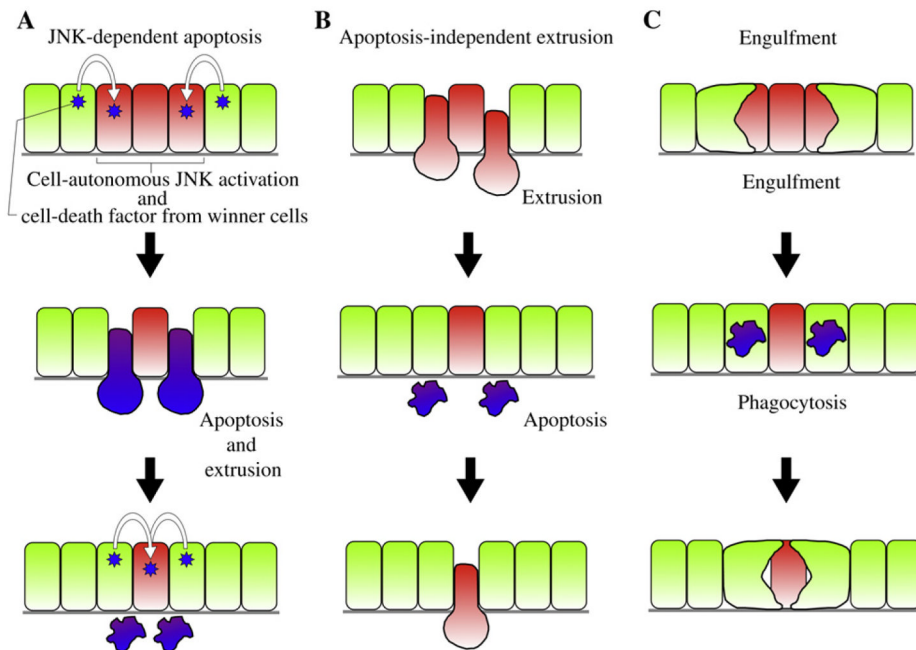 A
JNK-dependent apoptosis
Cell-autonomous JNK activation
and
cell-death factor from winner cells
Apoptosis
and
extrusion
B
Apoptosis-independent extrusion
Extrusion
Apoptosis
C
Engulfment
Engulfment
Phagocytosis